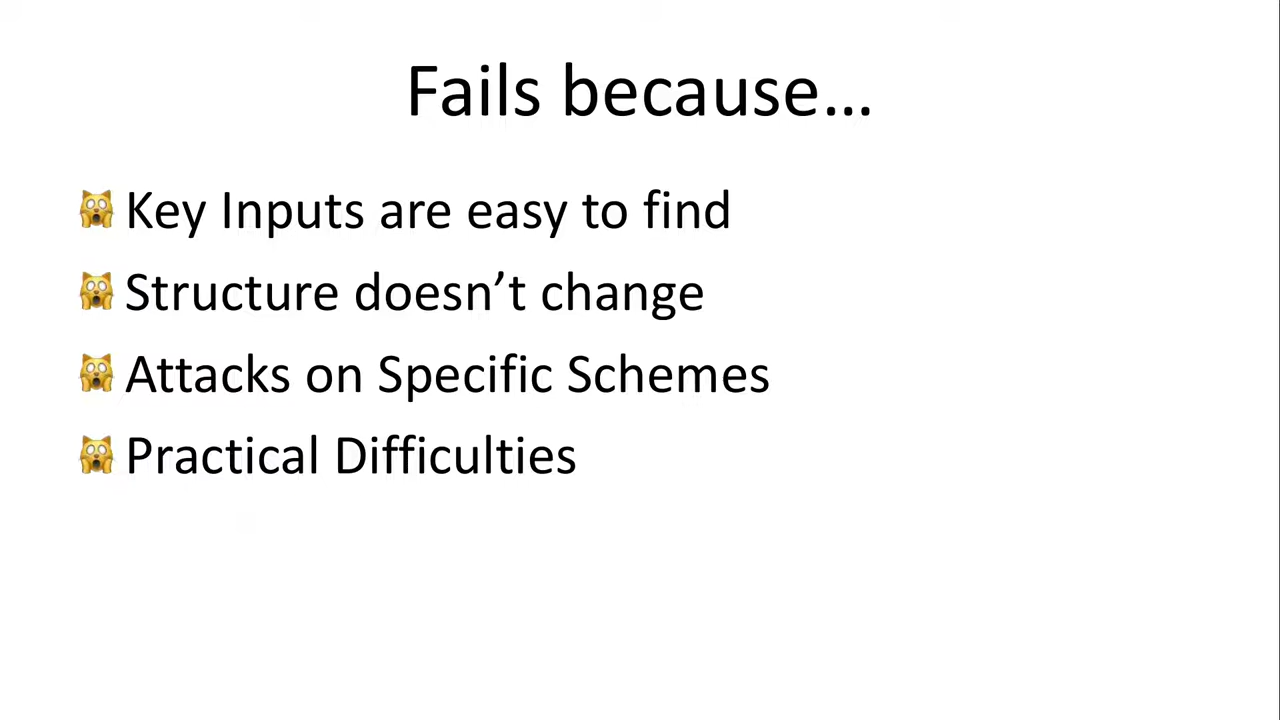 Fails because…
🙀 Key Inputs are easy to find
🙀 Structure doesn’t change
🙀 Attacks on Specific Schemes
🙀 Practical Difficulties